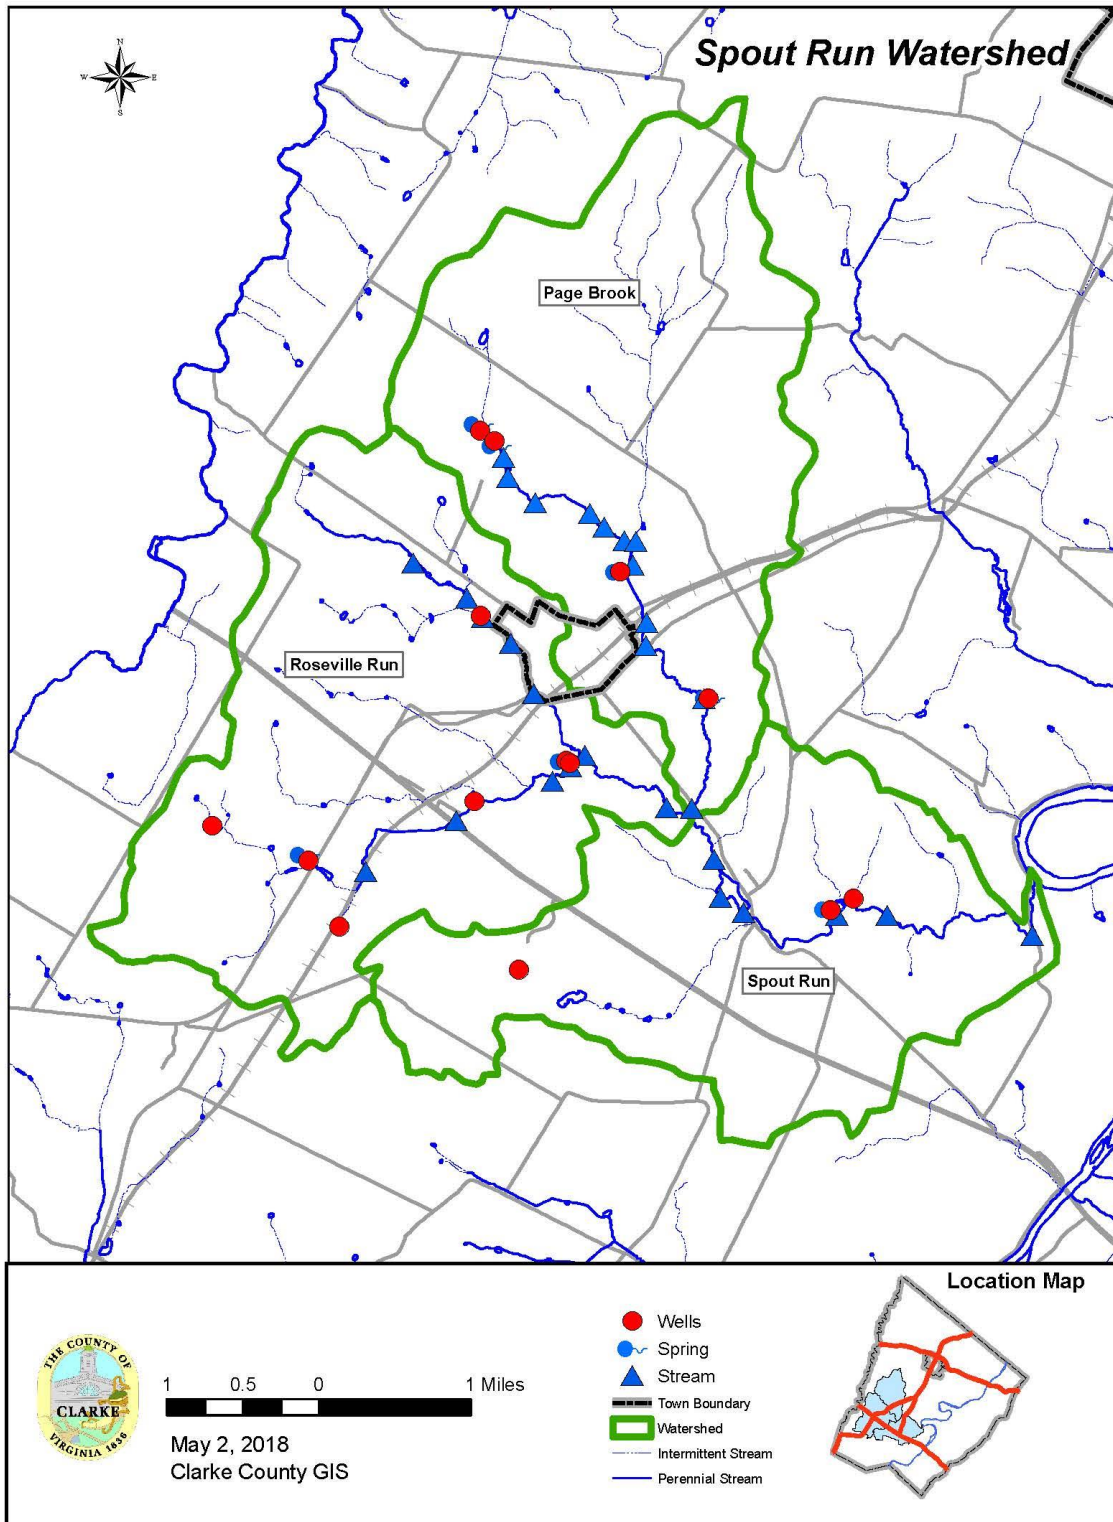 Spout Run Watershed
N
W E
S
Page Brook
Roseville Run
Spout Run
Location Map
THE COUNTY OF
CLARKE
VIRGINIA 1836
1 0.5 0 1 Miles
May 2, 2018
Clarke County GIS
Wells
Spring
Stream
Town Boundary
Watershed
Intermittent Stream
Perennial Stream